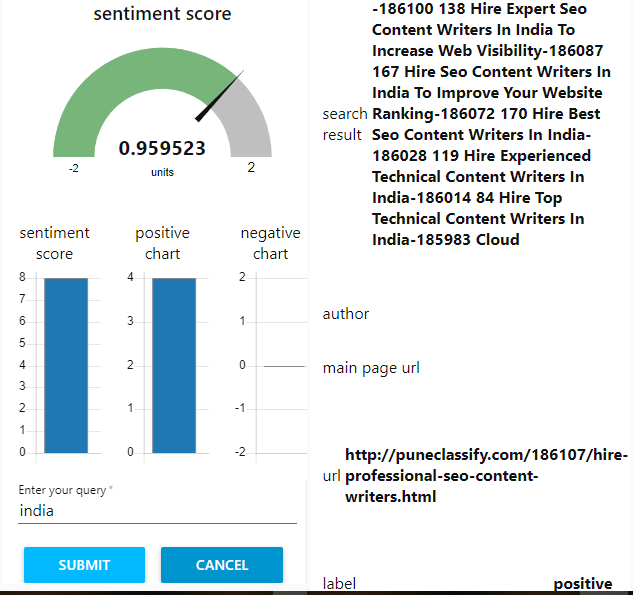 sentiment score
0.959523
-2
units
2
sentiment
score
positive
chart
negative
chart
8
7
6
5
4
3
2
1
0
4
3
2
1
0
2
1
0
-1
-2
Enter your query *
india
SUBMIT
CANCEL
-186100 138 Hire Expert Seo
Content Writers In India To
Increase Web Visibility-186087
167 Hire Seo Content Writers In
India To Improve Your Website
search Ranking-186072 170 Hire Best
result Seo Content Writers In India-
186028 119 Hire Experienced
Technical Content Writers In
India-186014 84 Hire Top
Technical Content Writers In
India-185983 Cloud
author
main page url
http://puneclassify.com/186107/hire-
url professional-seo-content-
writers.html
label positive